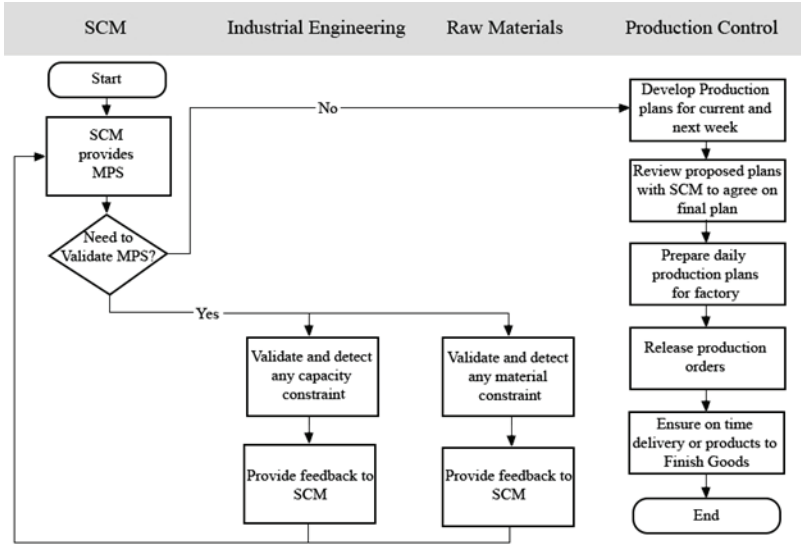 SCM
Industrial Engineering
Raw Materials
Production Control
Start
SCM
provides
MPS
Need to
Validate MPS?
No
Yes
Validate and detect
any capacity
constraint
Provide feedback to
SCM
Validate and detect
any material
constraint
Provide feedback to
SCM
Develop Production
plans for current and
next week
Review proposed plans
with SCM to agree on
final plan
Prepare daily
production plans
for factory
Release production
orders
Ensure on time
delivery or products to
Finish Goods
End